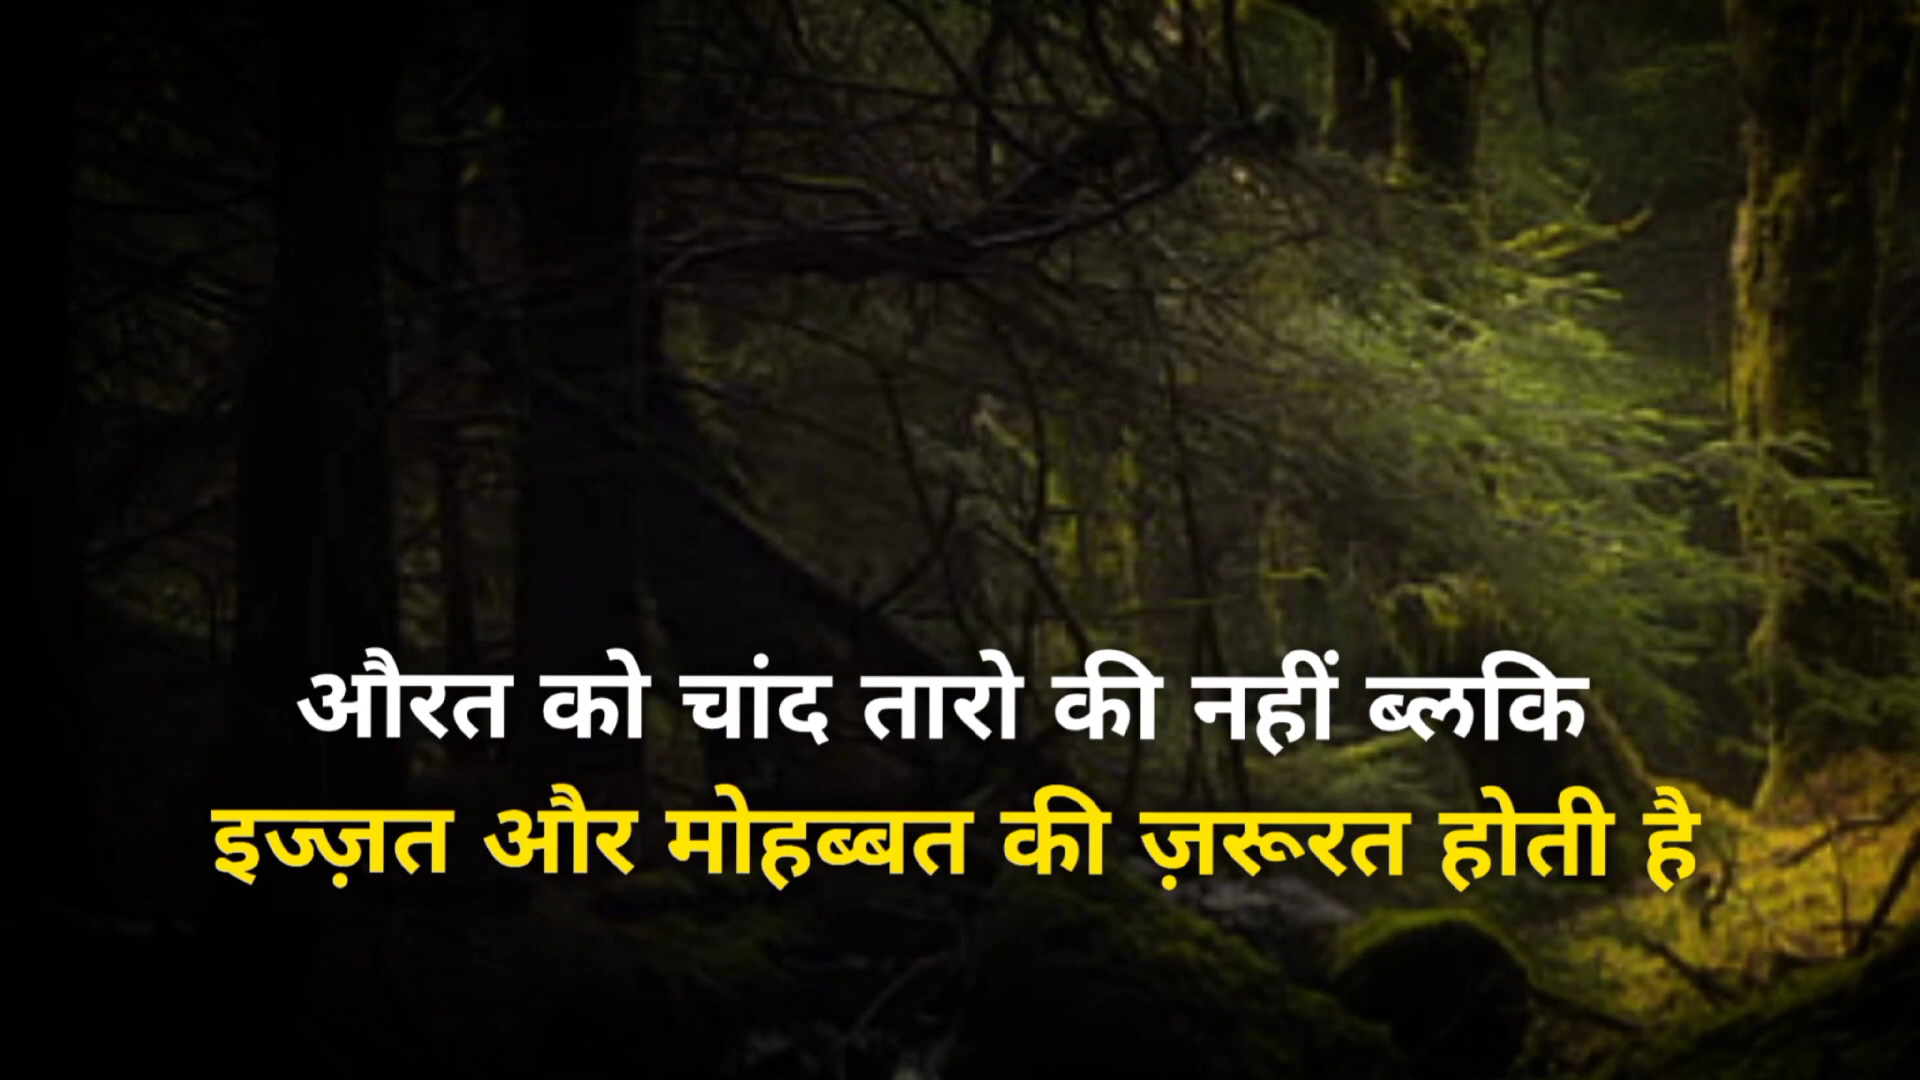 औरत को चांद तारो की नहीं ब्लकि
इज्ज़त और मोहब्बत की ज़रूरत होती है